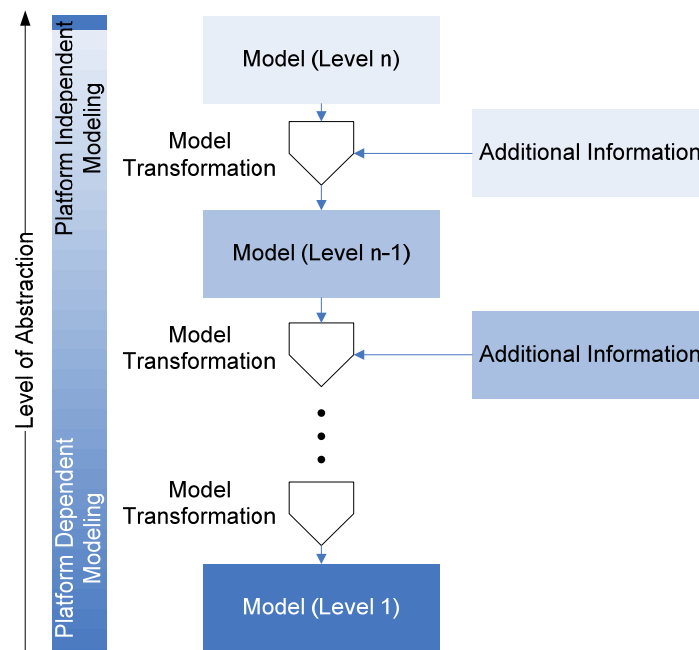 Level of Abstraction
Platform Independent
Modeling
Platform Dependent
Modeling
Model (Level n)
Model
Transformation
Additional Information
Model (Level n-1)
Model
Transformation
Additional Information
Model
Transformation
Model (Level 1)